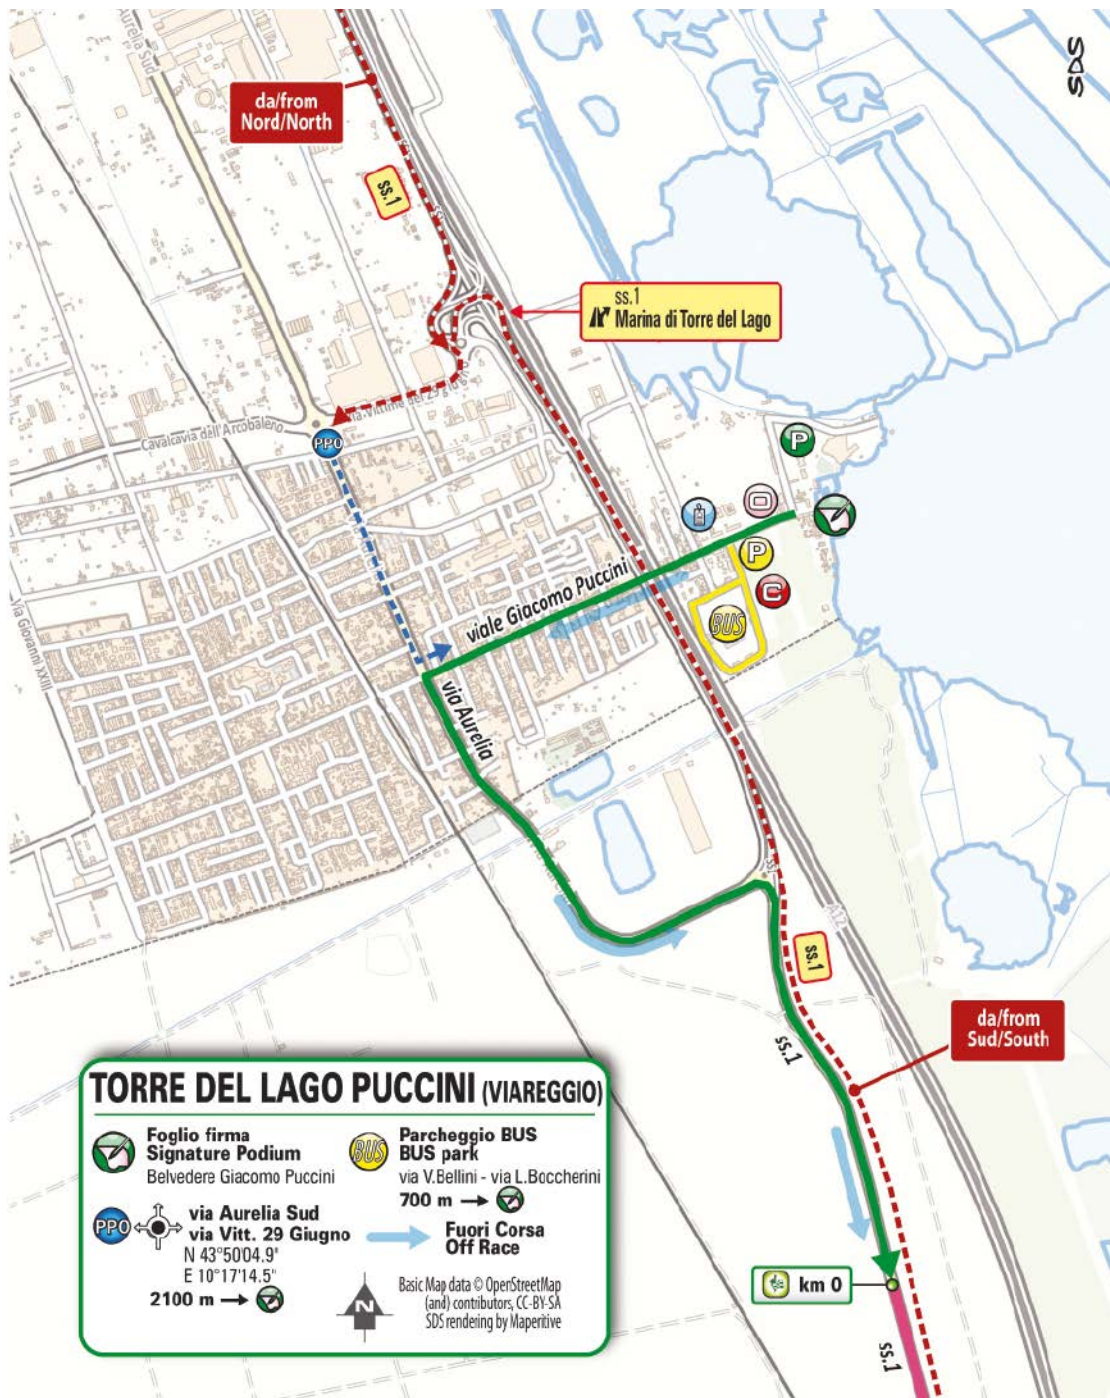 SDS
Aurelia Sud
da/from
Nord/North
ss.1
ss.1
Marina di Torre del Lago
Cavalcavia dell'Arcobaleno
PPO
P
viale Giacomo Puccini
P
C
BUS
Via Giovanni XXIII
via Aurelia
A12
ss.1
da/from
Sud/South
ss.1
km 0
ss.1
TORRE DEL LAGO PUCCINI (VIAREGGIO)
Foglio firma
Signature Podium
Belvedere Giacomo Puccini
BUS
Parcheggio BUS
BUS park
via V.Bellini - via L.Boccherini
700 m
PPO
via Aurelia Sud
via Vitt. 29 Giugno
N 43°50'04.9"
E 10°17'14.5"
2100 m
Fuori Corsa
Off Race
N
Basic Map data © OpenStreetMap
(and) contributors, CC-BY-SA
SDS rendering by Maperitive